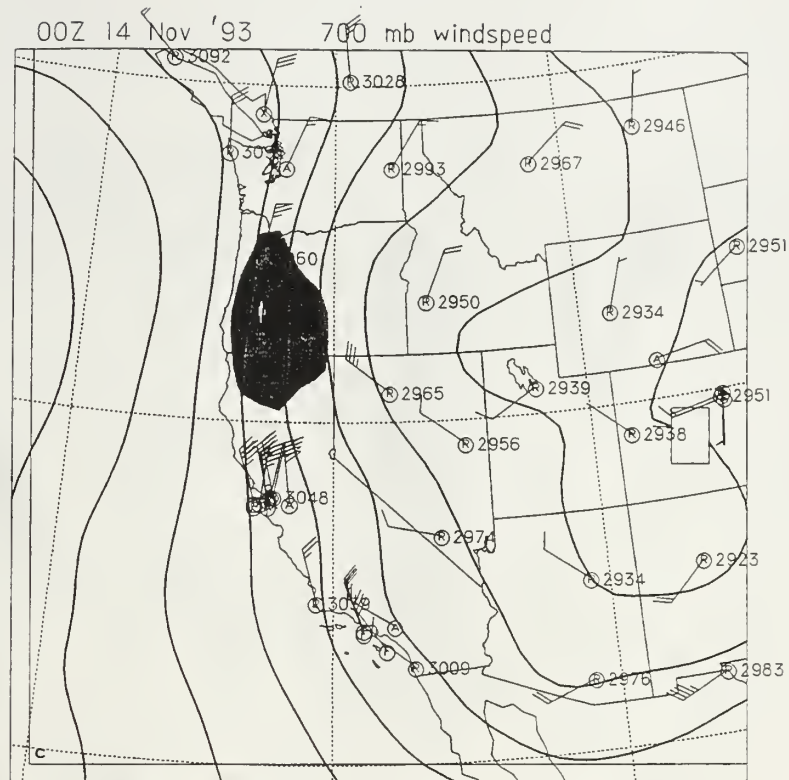 00Z 14 Nov '93 700 mb windspeed
R 3092
R 3028
X
R 2946
R
A
R 2993
R 2967
R 2951
60
R 2950
R 2934
A
R 2965
R 2939
2951
R 2956
R 2938
3048
A
R 2974
R 2934
R 2923
R 3039
A
F
F
R 3009
R 2976
R 2983
C